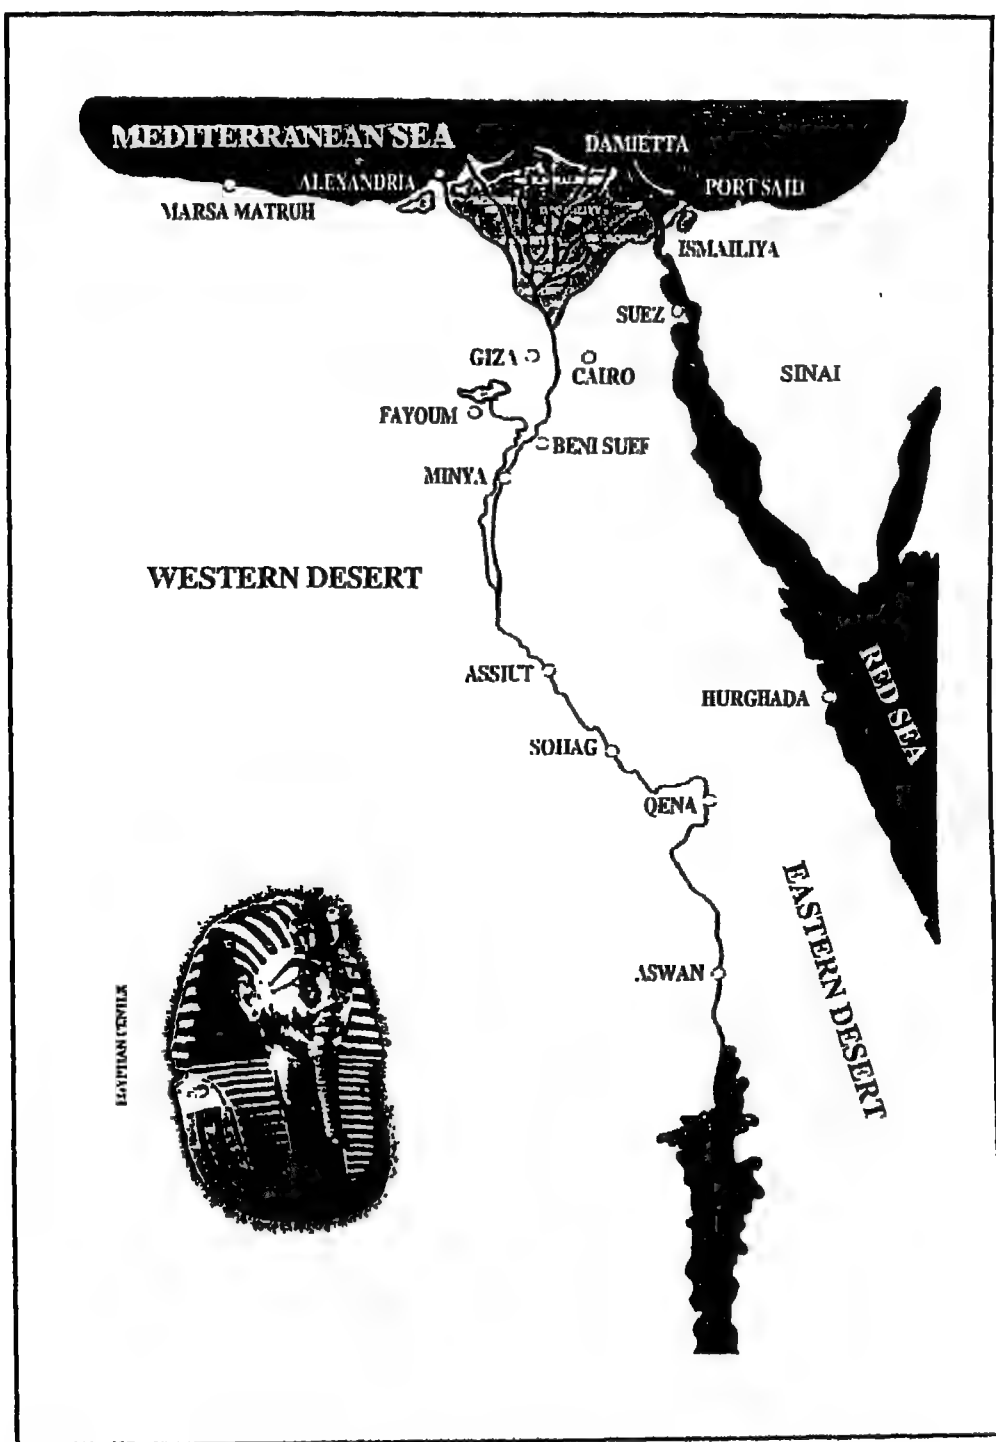 MEDITERRANEAN SEA
DAMIETTA
ALEXANDRIA
PORT SAID
MARSA MATRUH
ISMAILIYA
SUEZ
GIZA
CAIRO
SINAI
FAYOUM
BENI SUEF
MINYA
WESTERN DESERT
ASSIUT
RED SEA
HURGHADA
SOHAG
QENA
EASTERN DESERT
ASWAN
EGYPTIAN